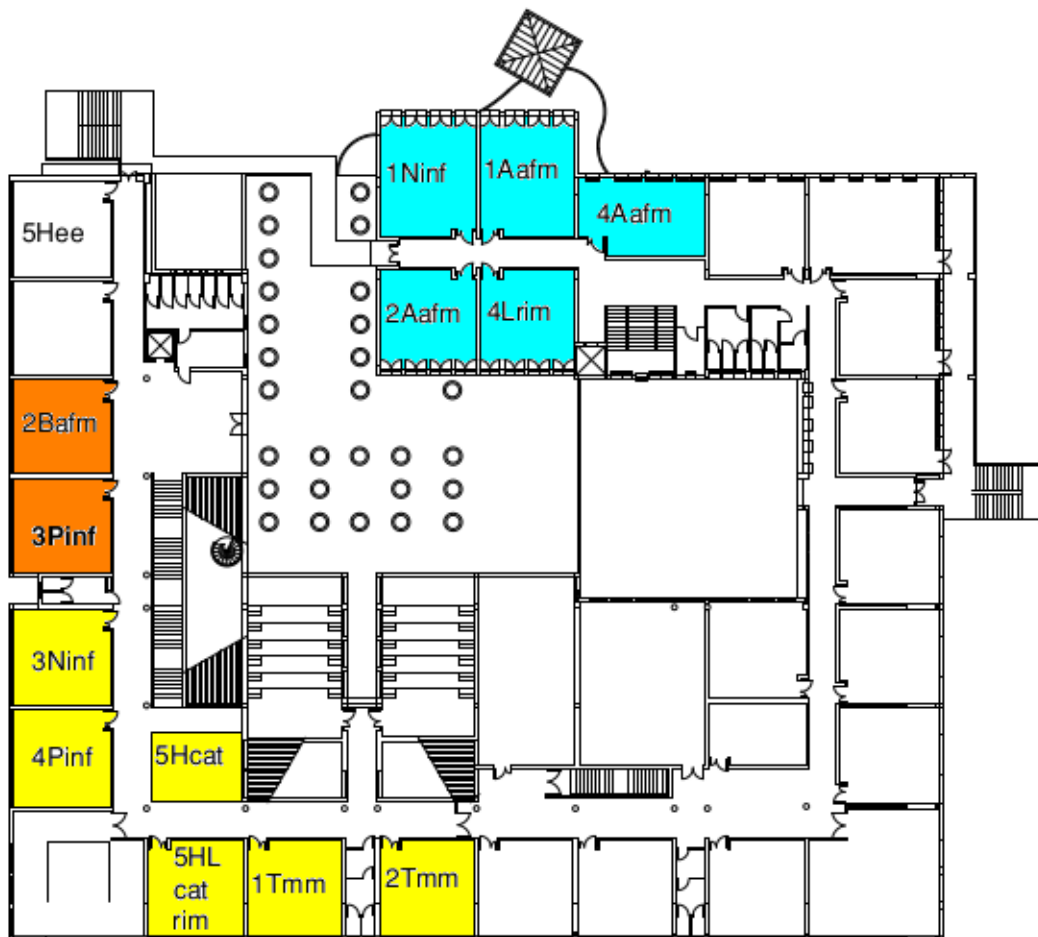 1Ninf
1Aafm
4Aafm
5Hee
2Aafm
4Lrim
2Bafm
3Pinf
3Ninf
4Pinf
5Hcat
5HL
cat
rim
1Tmm
2Tmm